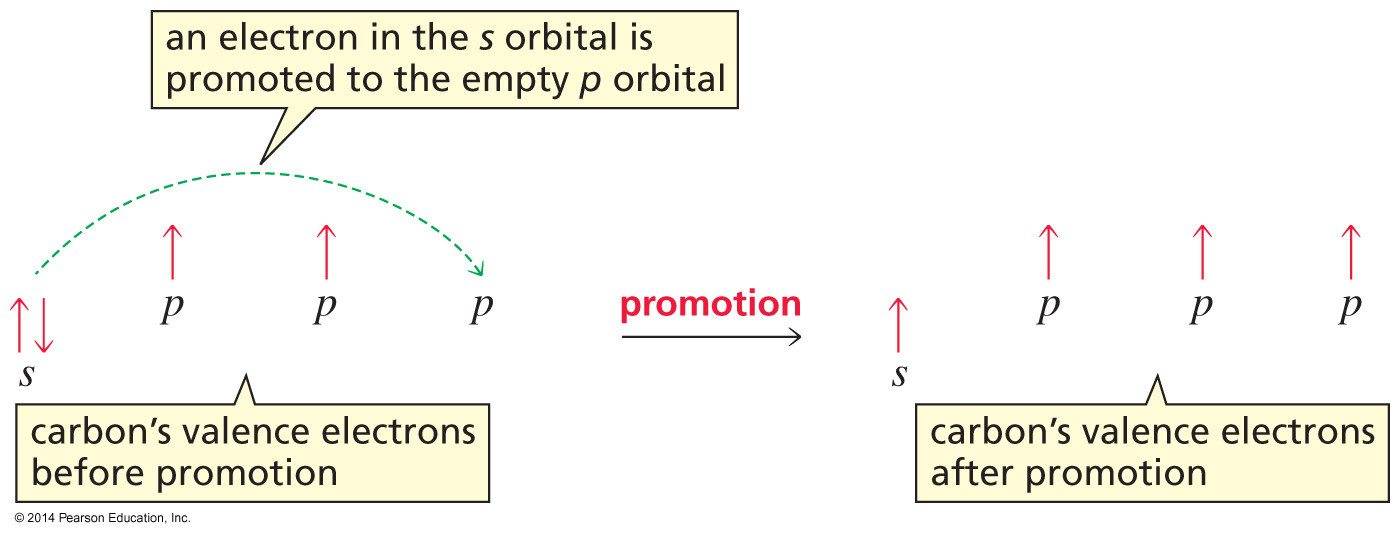 an electron in the s orbital is
promoted to the empty p orbital
p
p
p
s
promotion
p
p
p
s
carbon's valence electrons
before promotion
carbon's valence electrons
after promotion
© 2014 Pearson Education, Inc.